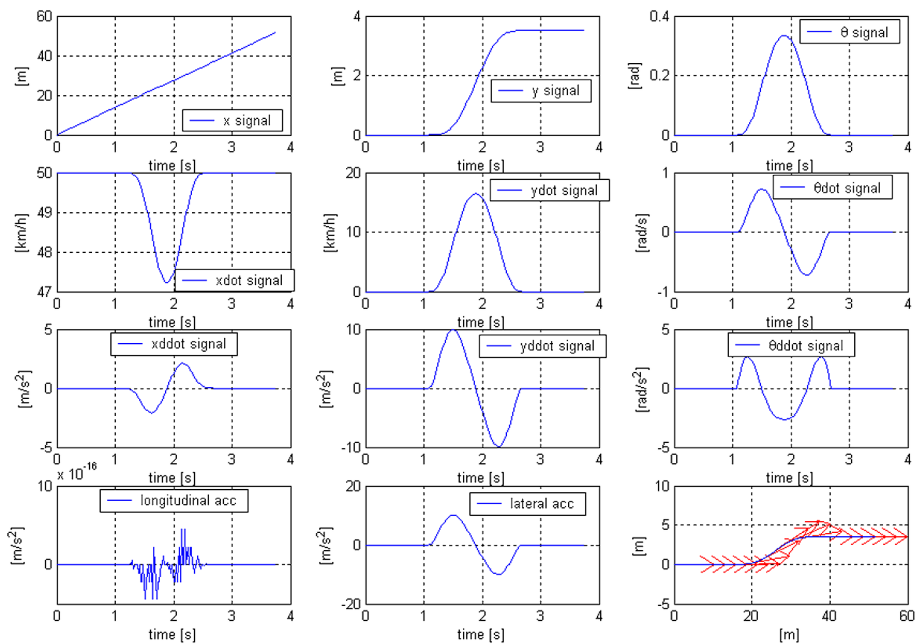 60
40
20
0
[m]
x signal
0 1 2 3 4
time [s]
4
2
0
[m]
y signal
0 1 2 3 4
time [s]
0.4
0.2
0
[rad]
θ signal
0 1 2 3 4
time [s]
50
49
48
47
[km/h]
xdot signal
0 1 2 3 4
time [s]
20
10
0
[km/h]
ydot signal
0 1 2 3 4
time [s]
1
0
-1
[rad/s]
θdot signal
0 1 2 3 4
time [s]
5
0
-5
[m/s²]
xddot signal
0 1 2 3 4
time [s]
10
0
-10
[m/s²]
yddot signal
0 1 2 3 4
time [s]
5
0
-5
[rad/s²]
θddot signal
0 1 2 3 4
time [s]
x 10⁻¹⁶
10
0
-5
[m/s²]
longitudinal acc
0 1 2 3 4
time [s]
20
0
-20
[m/s²]
lateral acc
0 1 2 3 4
time [s]
10
5
0
-5
[m]
0 20 40 60
[m]